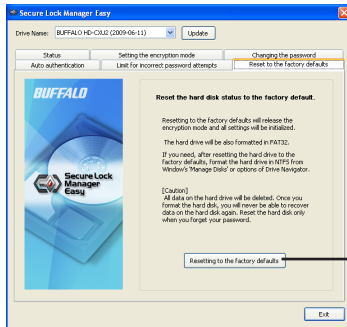 Secure Lock Manager Easy
Drive Name: BUFFALO HD-CXU2 (2009-06-11) Update
Status Setting the encryption mode Changing the password
Auto authentication Limit for incorrect password attempts Reset to the factory defaults
BUFFALO
Secure Lock
Manager
Easy
Reset the hard disk status to the factory default.
Resetting to the factory defaults will release the
encryption mode and all settings will be initialized.
The hard drive will be also formatted in FAT32.
If you need, after resetting the hard drive to the
factory defaults, format the hard drive in NTFS from
Window's 'Manage Disks' or options of Drive Navigator.
[Caution]
All data on the hard drive will be deleted. Once you
format the hard disk, you will never be able to recover
data on the hard disk again. Reset the hard disk only
when you forget your password.
Resetting to the factory defaults
Exit